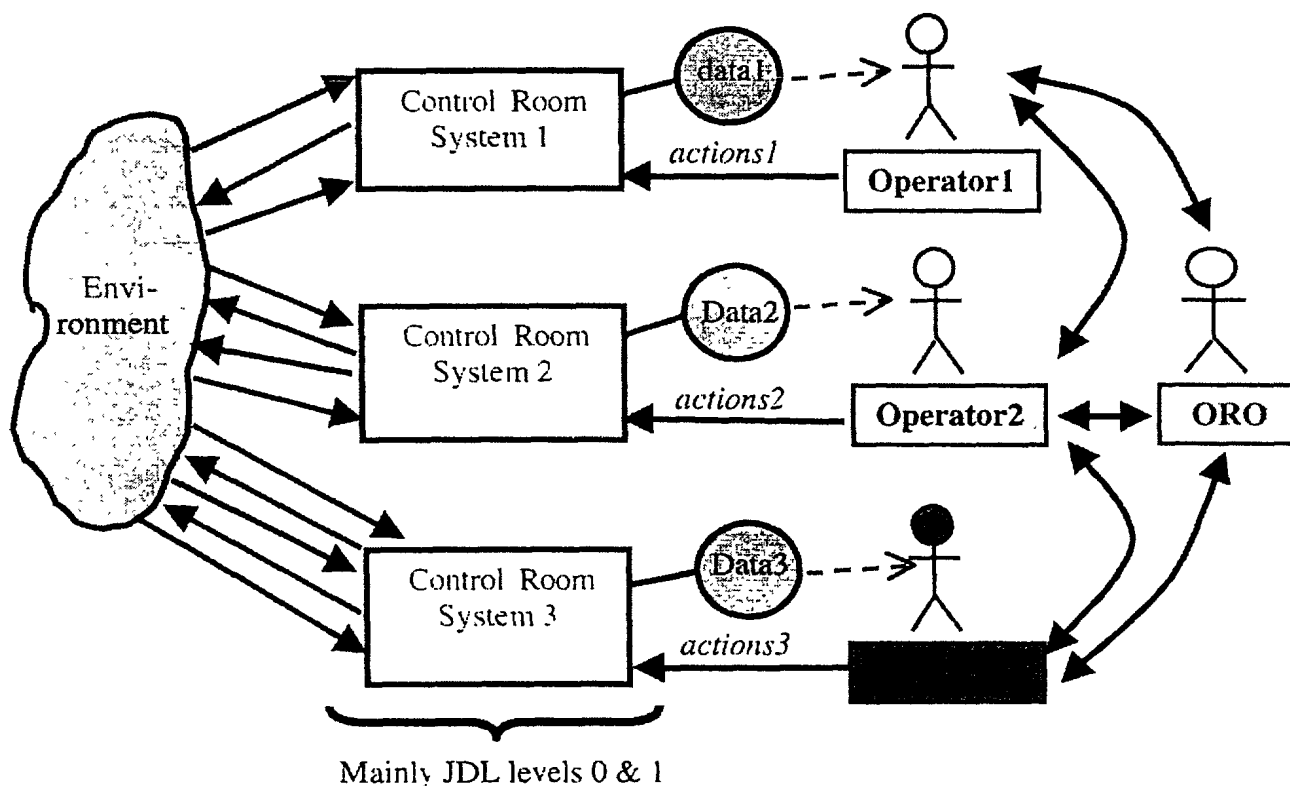 data1
Control Room
System 1
actions1
Operator1
Envi-
ronment
Data2
Control Room
System 2
actions2
Operator2
ORO
Data3
Control Room
System 3
actions3
Mainly JDL levels 0 & 1